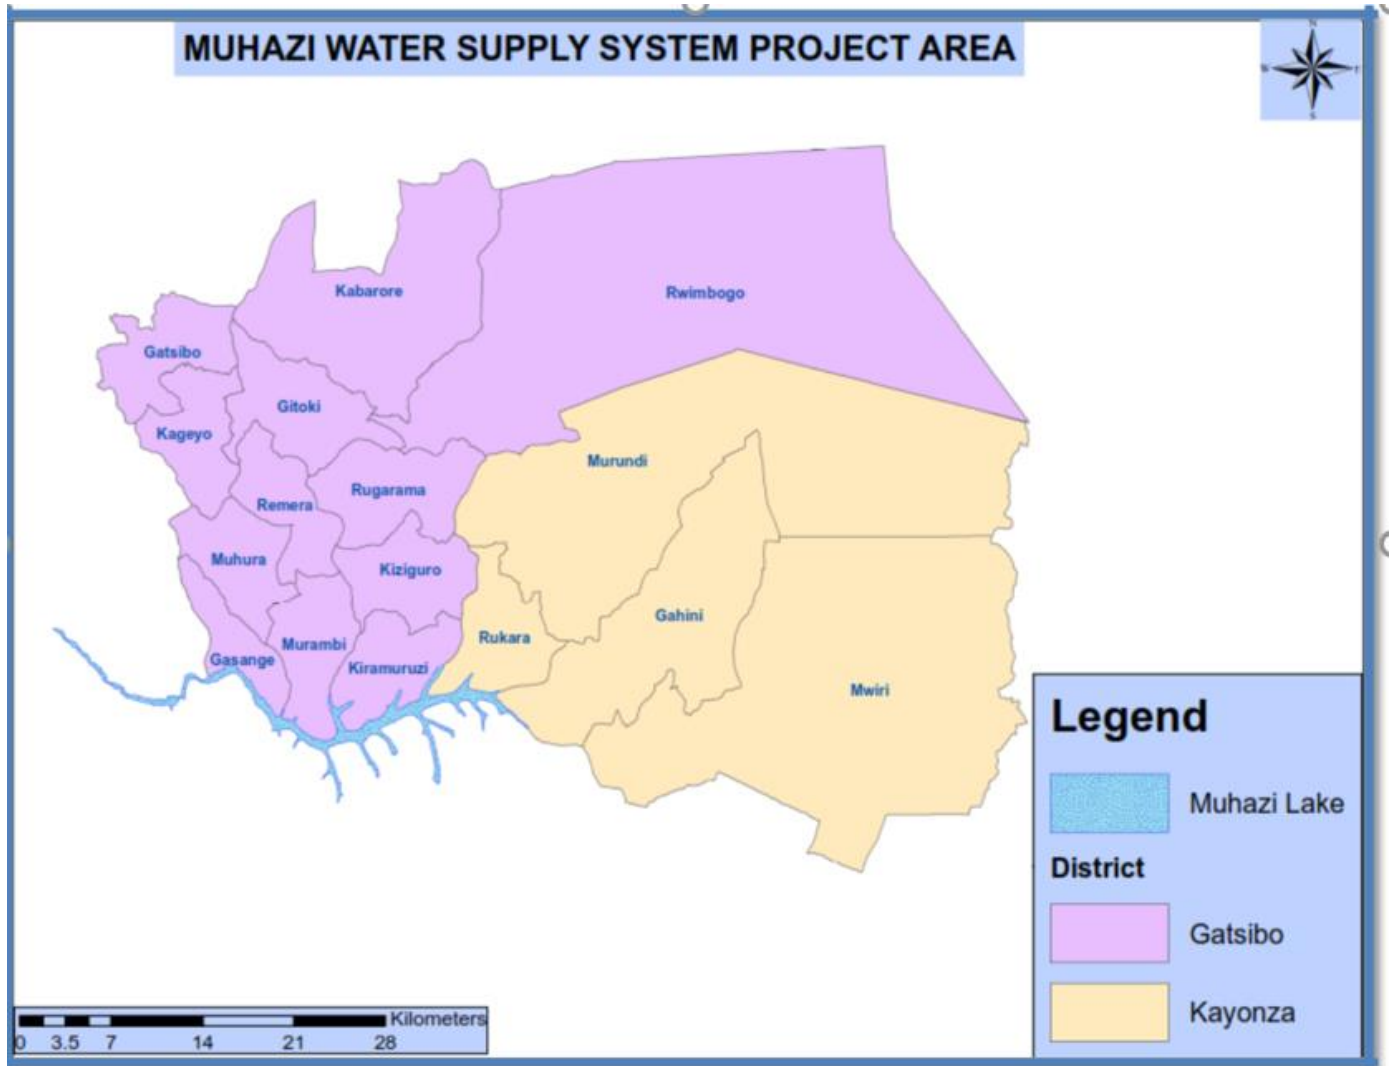 MUHAZI WATER SUPPLY SYSTEM PROJECT AREA
N
W E
S
Kabarore
Rwimbogo
Gatsibo
Gitoki
Kageyo
Murundi
Rugarama
Remera
Muhura
Kiziguro
Gahini
Rukara
Murambi
Gasange
Kiramuruzi
Mwiri
Legend
Muhazi Lake
District
Gatsibo
Kayonza
Kilometers
0 3.5 7 14 21 28